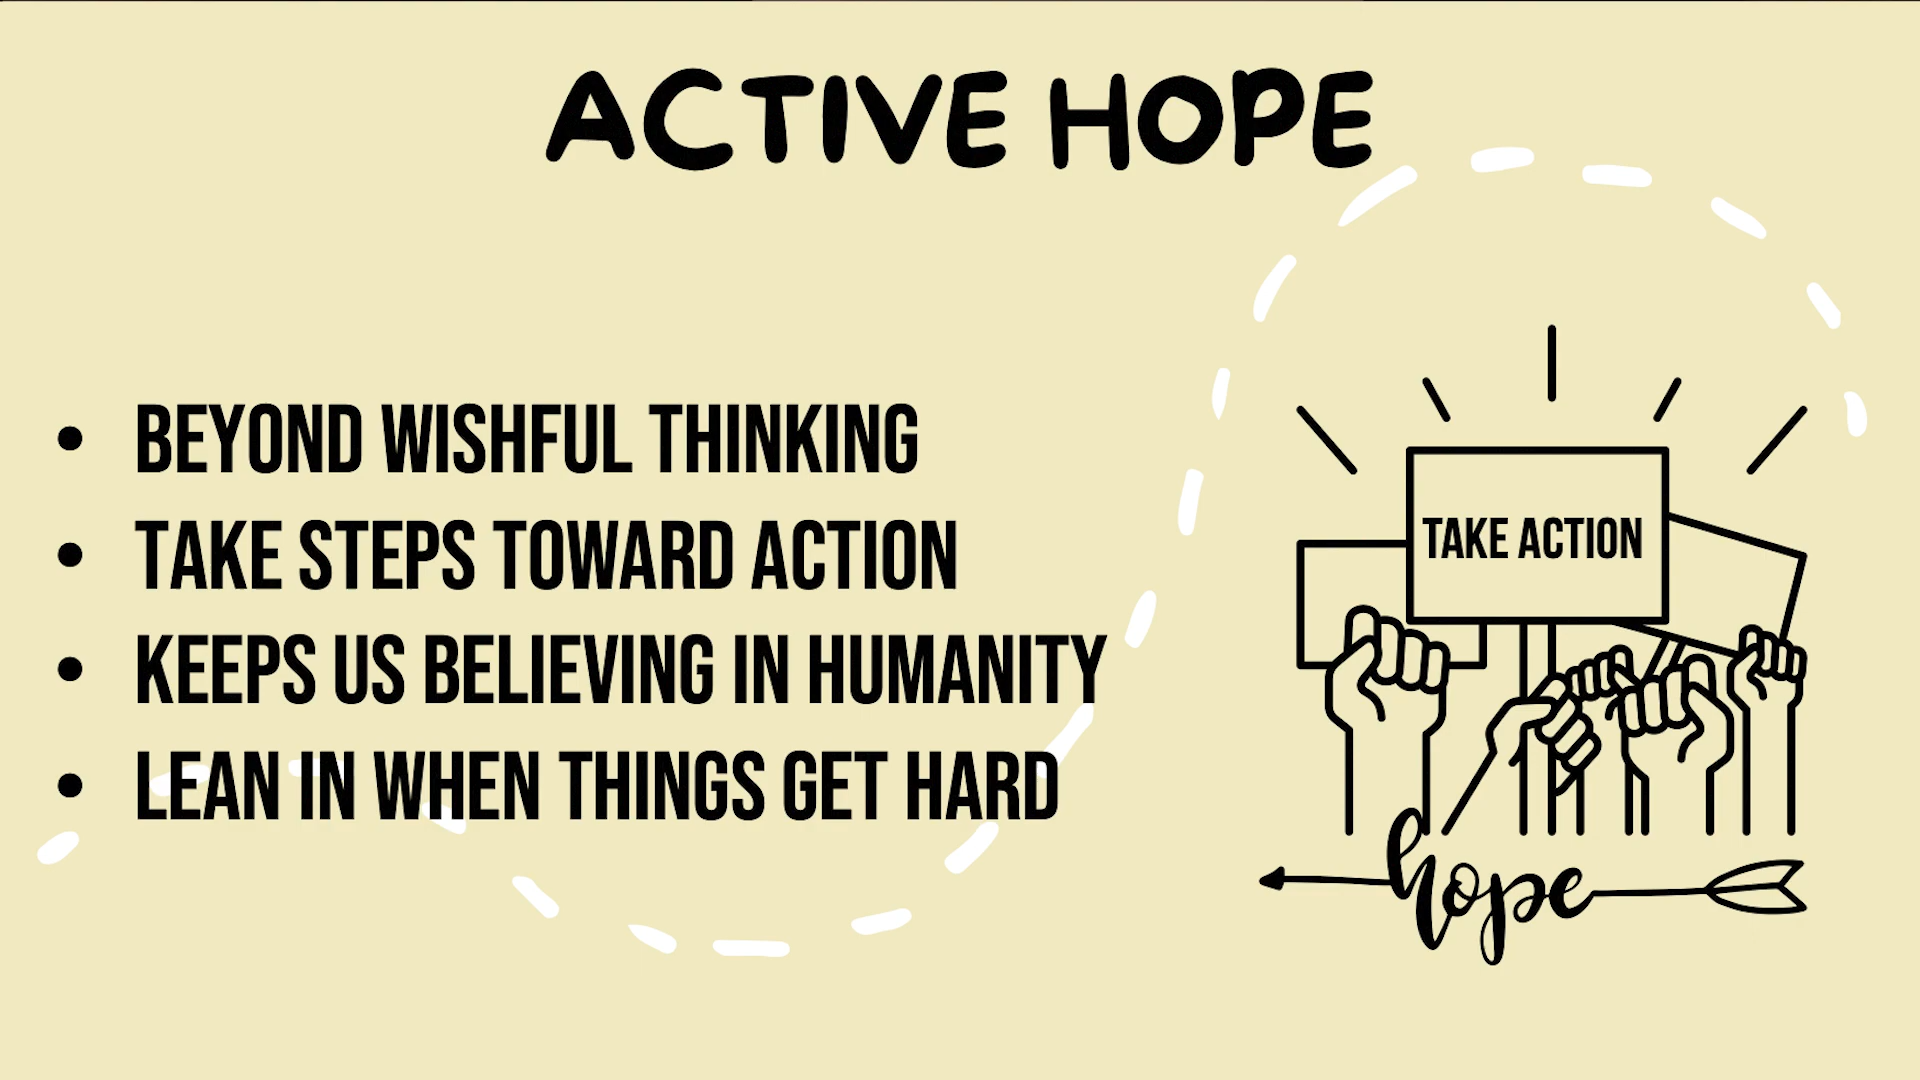 ACTIVE HOPE
• BEYOND WISHFUL THINKING
• TAKE STEPS TOWARD ACTION
• KEEPS US BELIEVING IN HUMANITY
• LEAN IN WHEN THINGS GET HARD
TAKE ACTION
hope